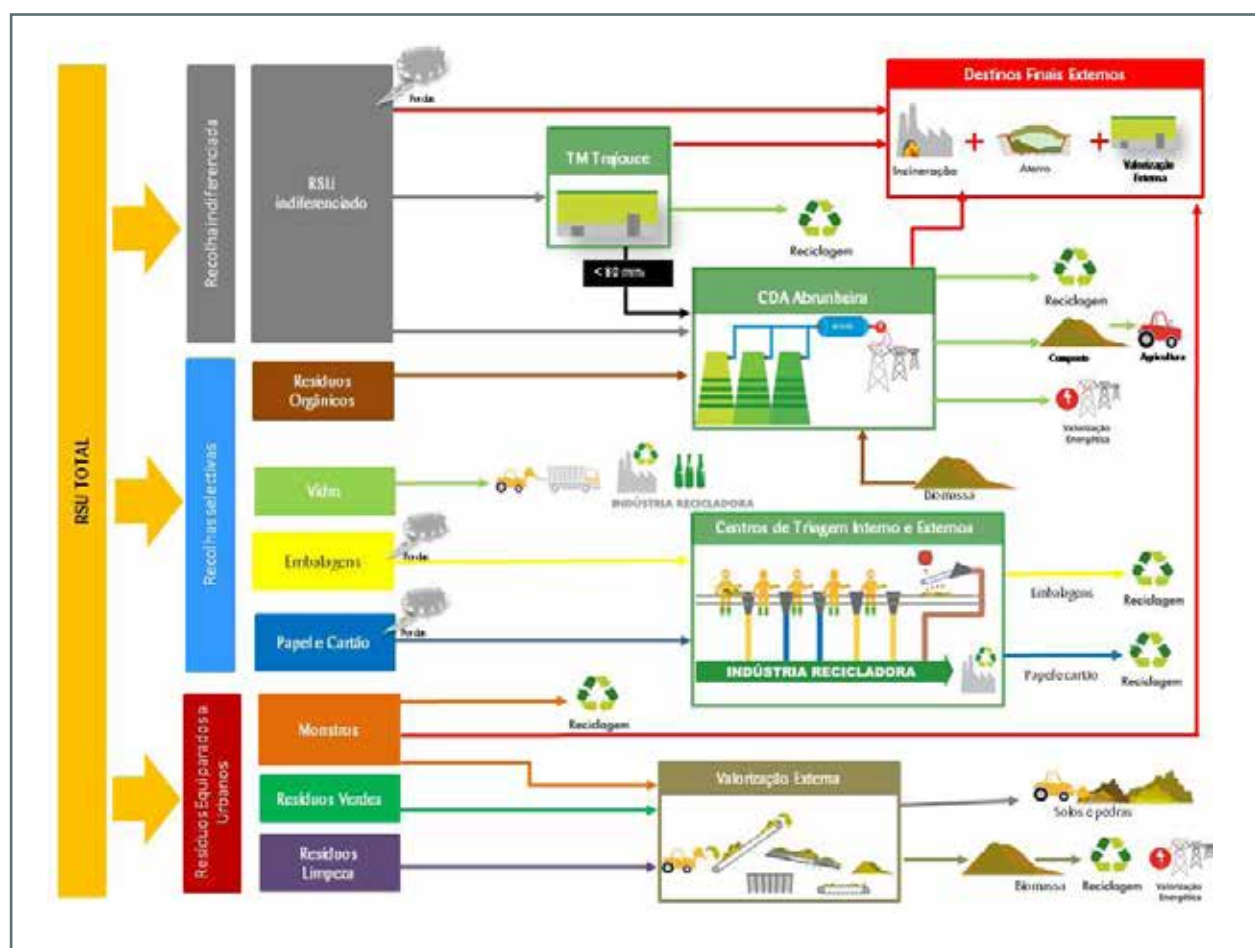 RSU TOTAL
Recolha indiferenciada
RSU
indiferenciado
Perdas
TM Trajouce
Reciclagem
< 80 mm
Destinos Finais Externos
Incineração
Aterro
Valorização
Externa
CDA Abrunheira
Reciclagem
Composto
Agricultura
Valorização
Energética
Biomassa
Recolhas selectivas
Resíduos
Orgânicos
Vidro
INDÚSTRIA RECICLADORA
Embalagens
Perdas
Papel e Cartão
Perdas
Centros de Triagem Interno e Externos
INDÚSTRIA RECICLADORA
Embalagens
Reciclagem
Papel e cartão
Reciclagem
Resíduos Equiparados a
Urbanos
Monstros
Reciclagem
Resíduos Verdes
Resíduos
Limpeza
Valorização Externa
Solos e pedras
Biomassa
Reciclagem
Valorização
Energética